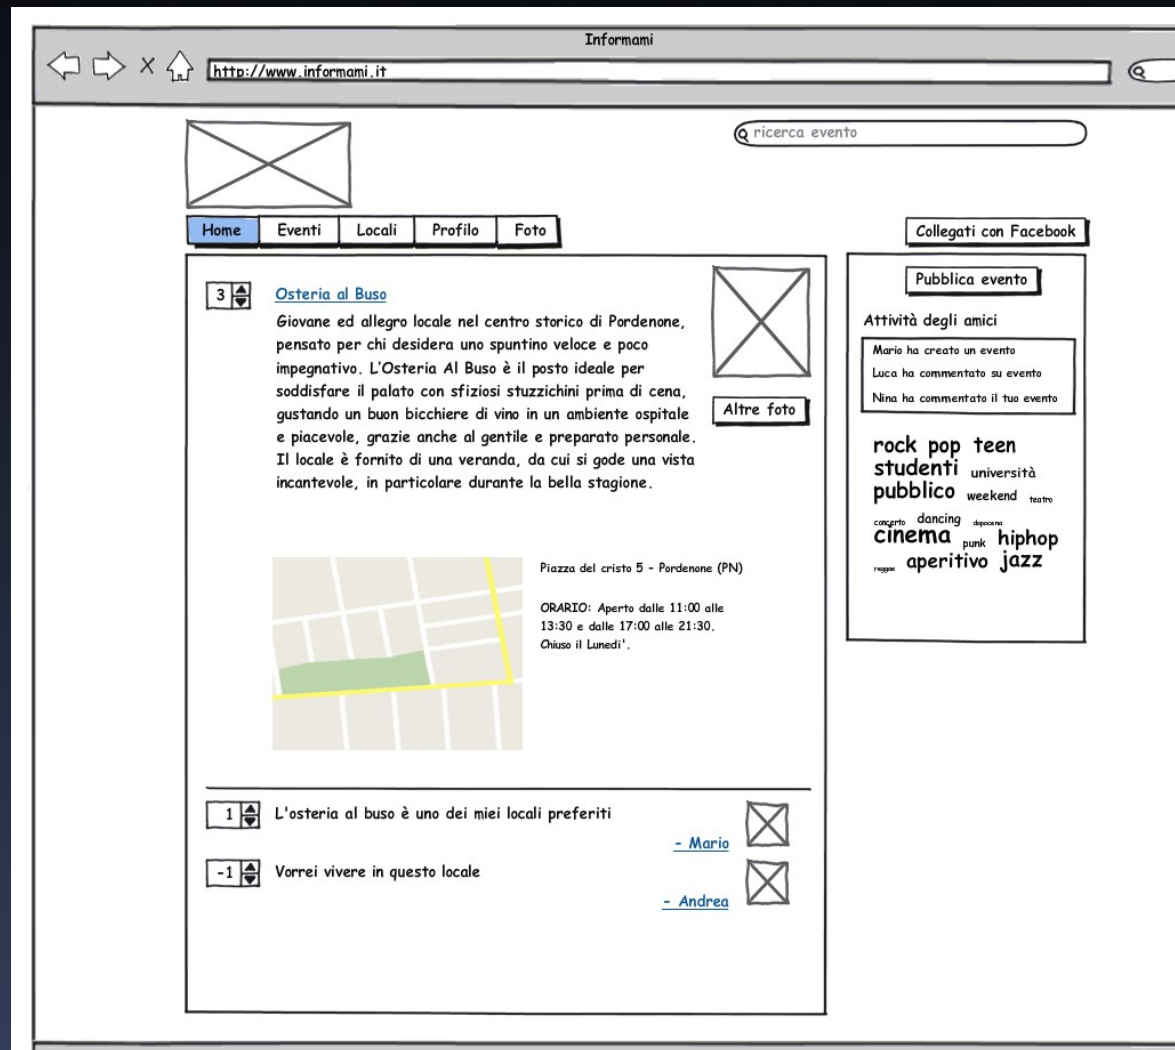 Informami
http://www.informami.it
ricerca evento
Home Eventi Locali Profilo Foto
Collegati con Facebook
3
Osteria al Buso
Giovane ed allegro locale nel centro storico di Pordenone,
pensato per chi desidera uno spuntino veloce e poco
impegnativo. L'Osteria Al Buso è il posto ideale per
soddisfare il palato con sfiziosi stuzzichini prima di cena,
gustando un buon bicchiere di vino in un ambiente ospitale
e piacevole, grazie anche al gentile e preparato personale.
Il locale è fornito di una veranda, da cui si gode una vista
incantevole, in particolare durante la bella stagione.
Altre foto
Piazza del cristo 5 - Pordenone (PN)
ORARIO: Aperto dalle 11:00 alle
13:30 e dalle 17:00 alle 21:30.
Chiuso il Lunedi'.
1 L'osteria al buso è uno dei miei locali preferiti
- Mario
-1 Vorrei vivere in questo locale
- Andrea
Pubblica evento
Attività degli amici
Mario ha creato un evento
Luca ha commentato su evento
Nina ha commentato il tuo evento
rock pop teen
studenti università
pubblico weekend teatro
concerto dancing dopocena
cinema punk hiphop
reggae aperitivo jazz